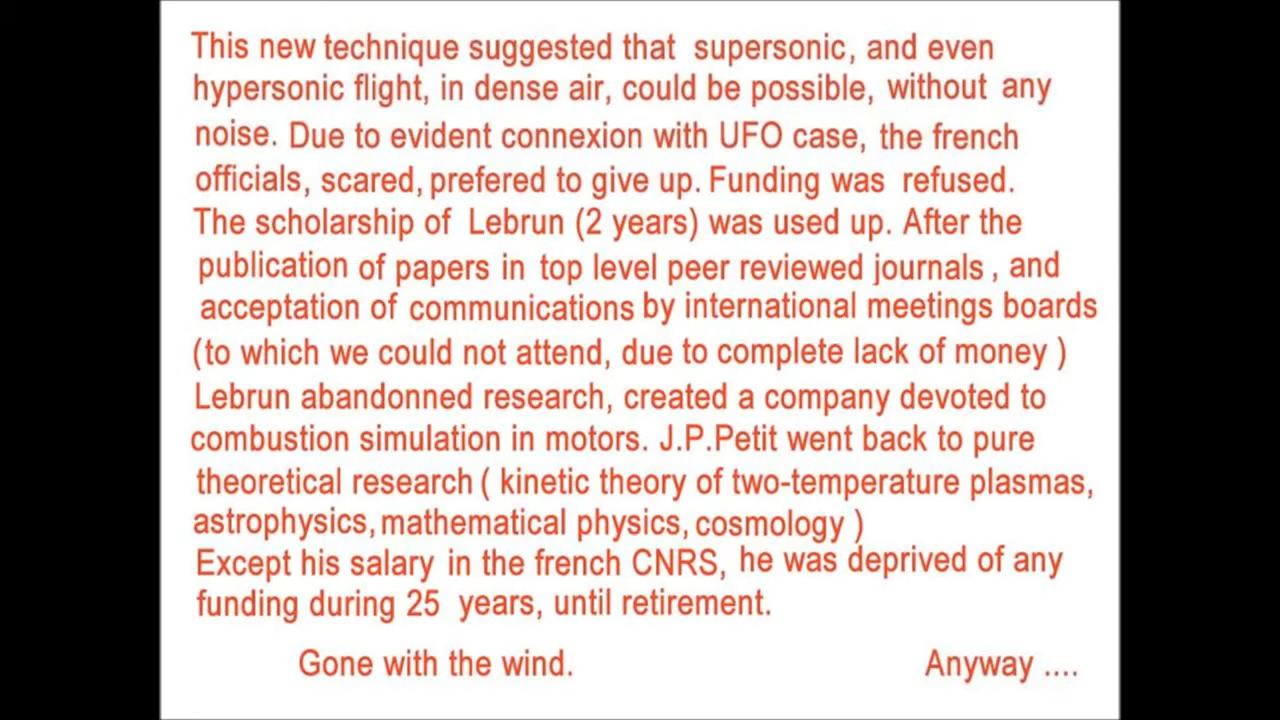 This new technique suggested that supersonic, and even
hypersonic flight, in dense air, could be possible, without any
noise. Due to evident connexion with UFO case, the french
officials, scared, prefered to give up. Funding was refused.
The scholarship of Lebrun (2 years) was used up. After the
publication of papers in top level peer reviewed journals , and
acceptation of communications by international meetings boards
(to which we could not attend, due to complete lack of money )
Lebrun abandonned research, created a company devoted to
combustion simulation in motors. J.P.Petit went back to pure
theoretical research ( kinetic theory of two-temperature plasmas,
astrophysics, mathematical physics, cosmology )
Except his salary in the french CNRS, he was deprived of any
funding during 25 years, until retirement.
Gone with the wind. Anyway ....